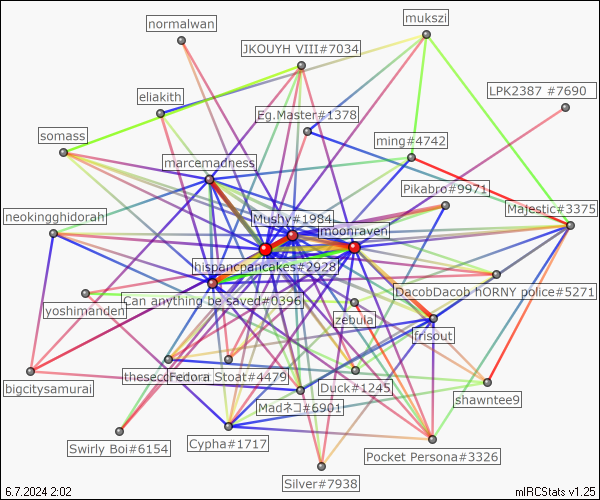 normalwan
mukszi
JKOUYH VIII#7034
LPK2387 #7690
eliakith
Eg.Master#1378
somass
ming#4742
marcemadness
Pikabro#9971
neokingghidorah
Mushy#1984
Majestic#3375
moonraven
hispancpancakes#2928
DacobDacob hORNY police#5271
Can anything be saved#0396
yoshimanden
zebula
frisout
Fedora Stoat#4479
bigcitysamurai
Duck#1245
shawntee9
Madネコ#6901
Swirly Boi#6154
Cypha#1717
Pocket Persona#3326
Silver#7938
6.7.2024 2:02
mIRCStats v1.25